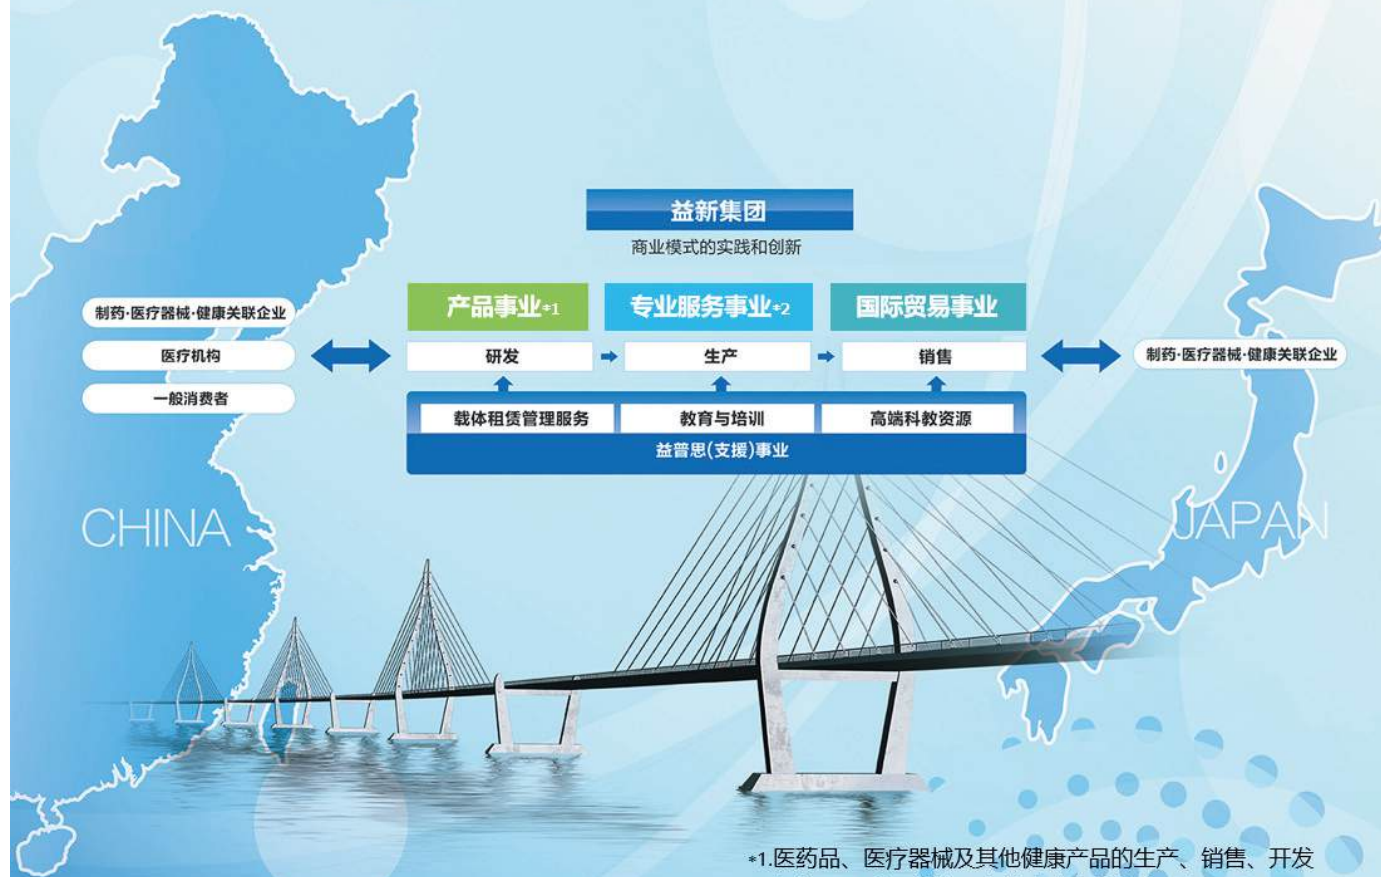 益新集团
商业模式的实践和创新
产品事业*1
专业服务事业*2
国际贸易事业
制药·医疗器械·健康关联企业
医疗机构
一般消费者
研发
生产
销售
制药·医疗器械·健康关联企业
载体租赁管理服务
教育与培训
高端科教资源
益普思(支援)事业
CHINA
JAPAN
*1.医药品、医疗器械及其他健康产品的生产、销售、开发